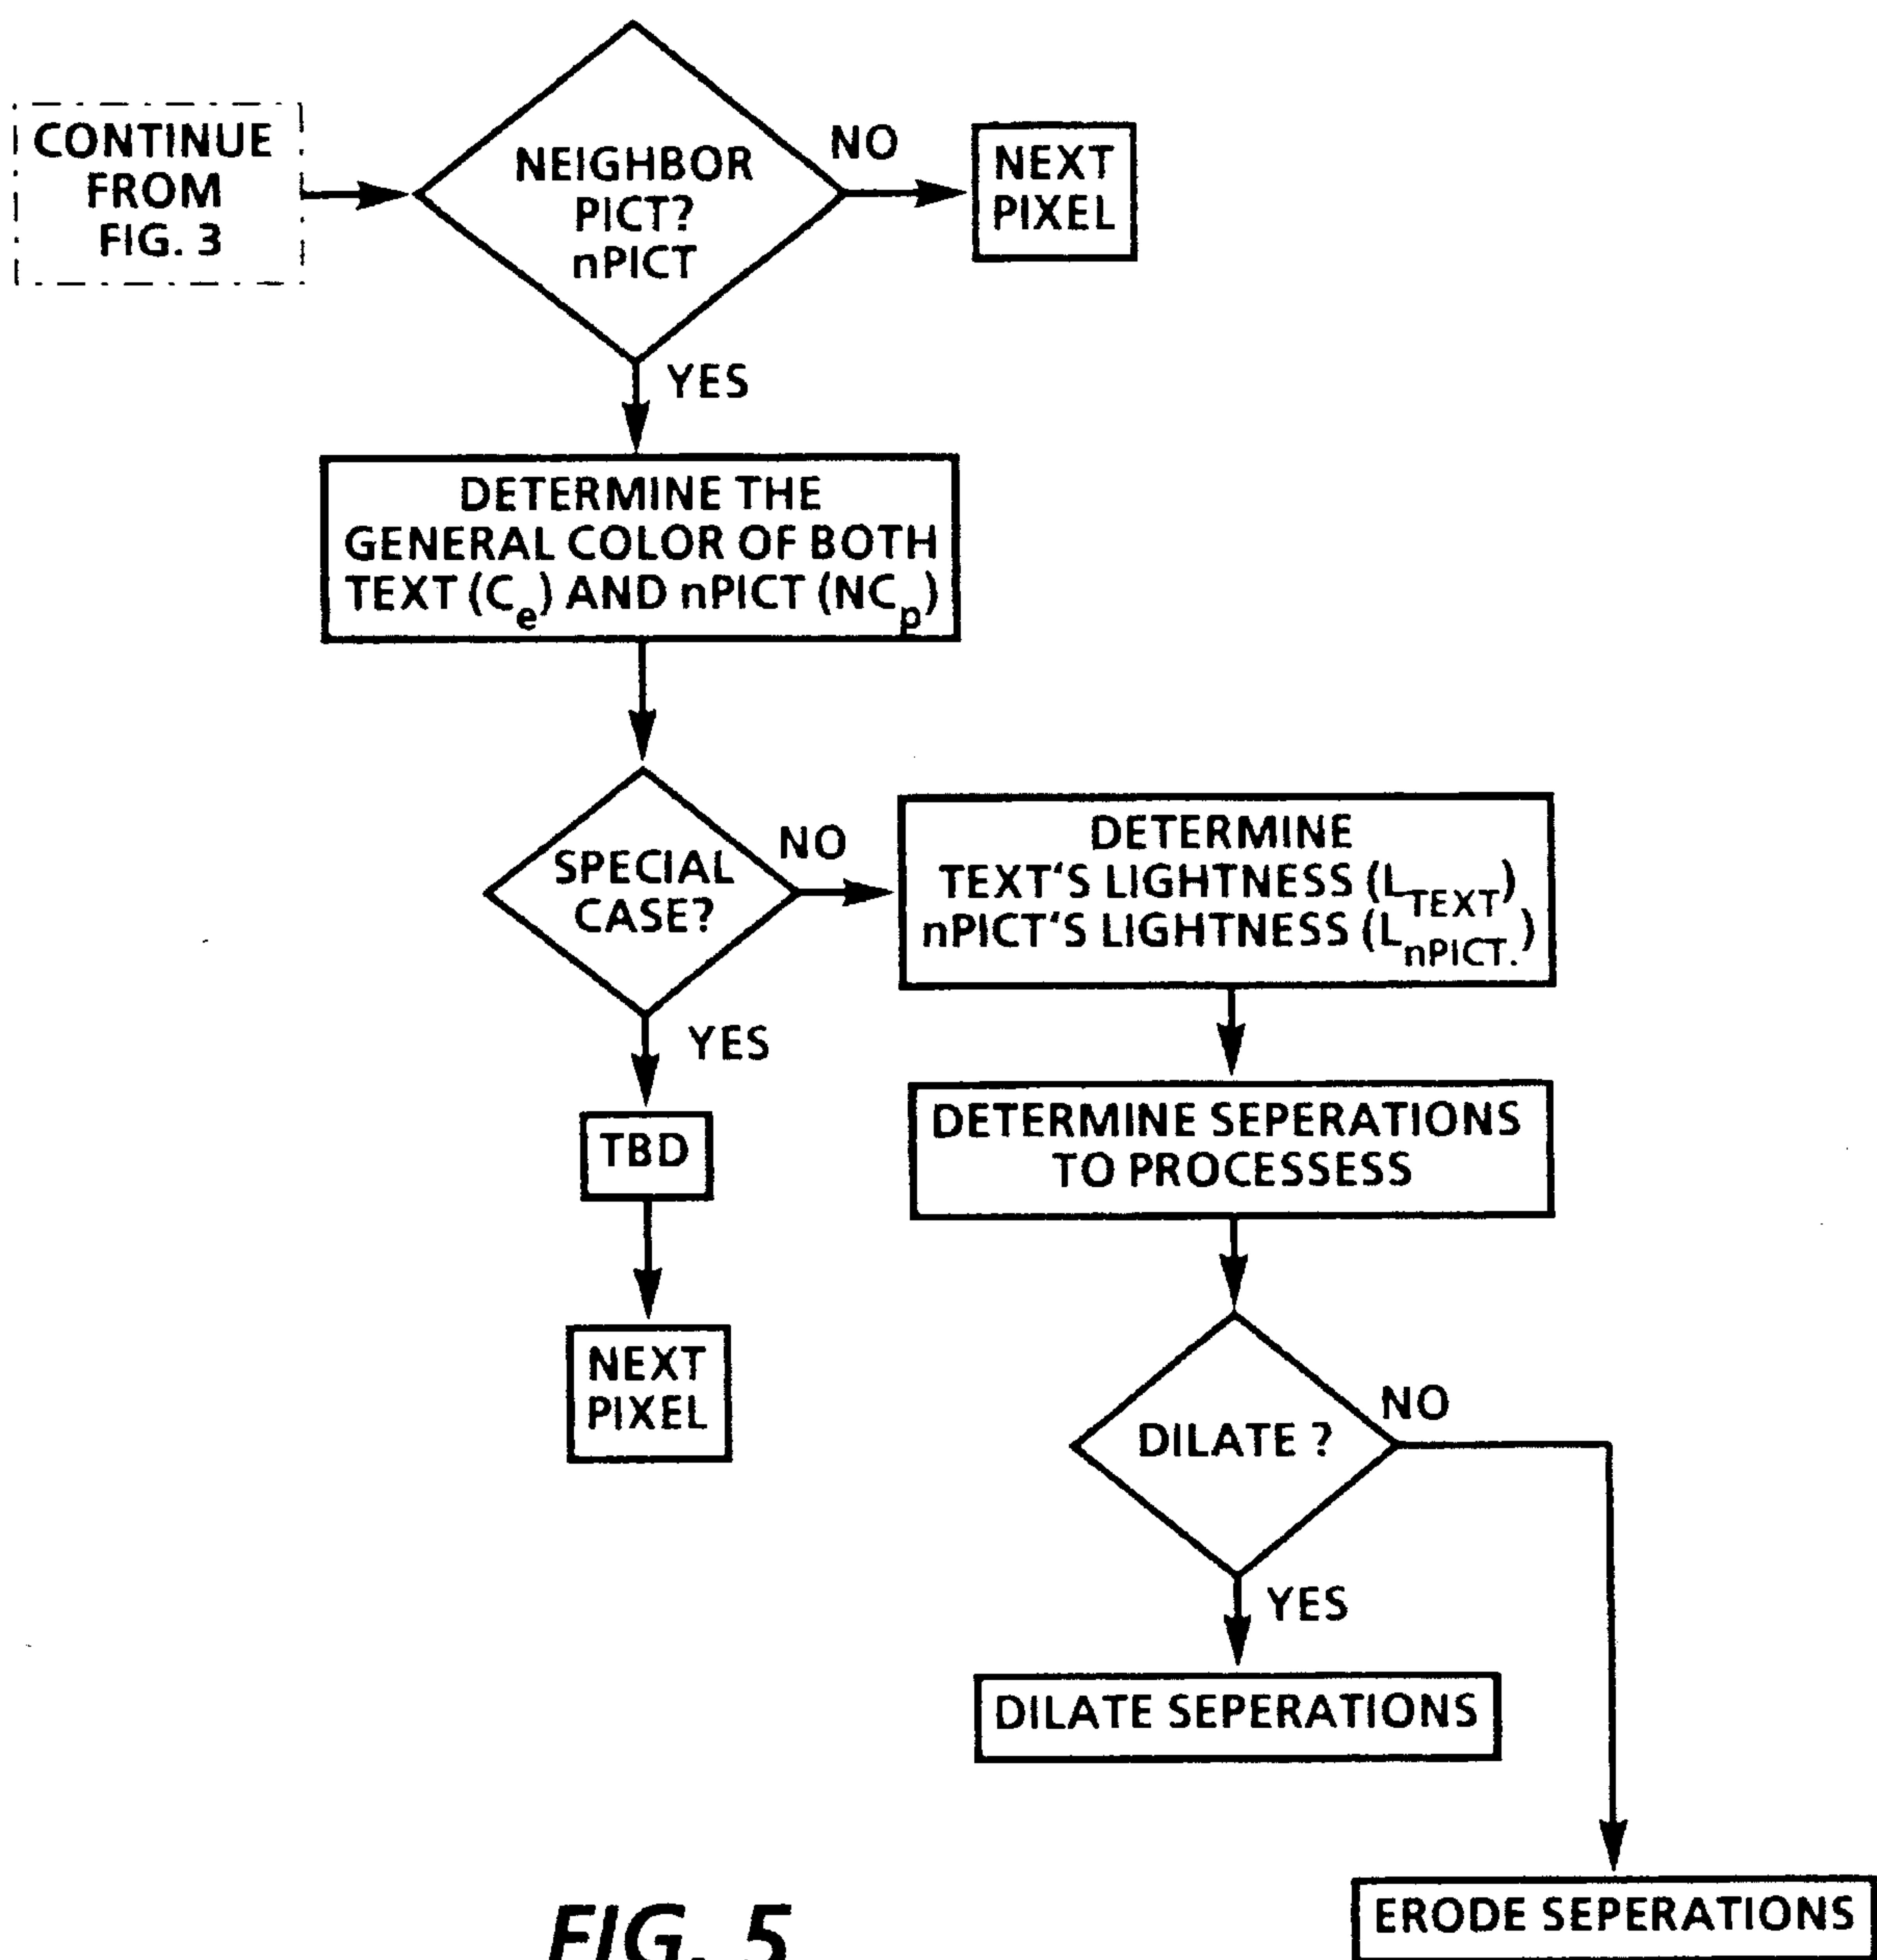 CONTINUE
FROM
FIG. 3
NEIGHBOR
PICT?
nPICT
NO
NEXT
PIXEL
YES
DETERMINE THE
GENERAL COLOR OF BOTH
TEXT (Ce) AND nPICT (NCp)
SPECIAL
CASE?
NO
DETERMINE
TEXT'S LIGHTNESS (LTEXT)
nPICT'S LIGHTNESS (LnPICT.)
YES
TBD
NEXT
PIXEL
DETERMINE SEPERATIONS
TO PROCESSESS
DILATE ?
NO
YES
DILATE SEPERATIONS
ERODE SEPERATIONS
FIG. 5